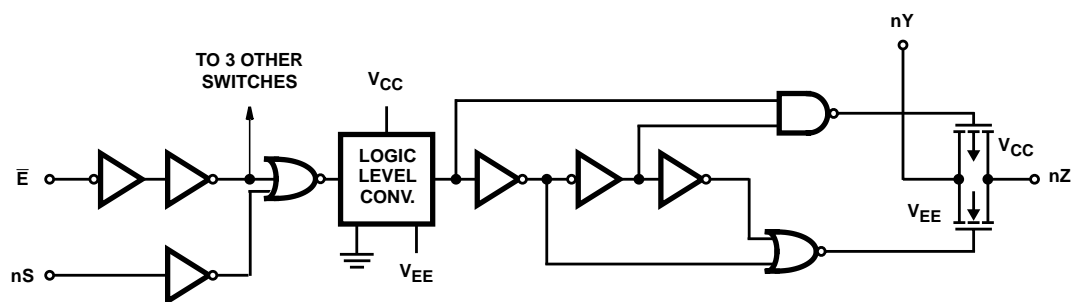 nY
TO 3 OTHER
SWITCHES
VCC
E̅
LOGIC
LEVEL
CONV.
VCC
nZ
VEE
nS
VEE